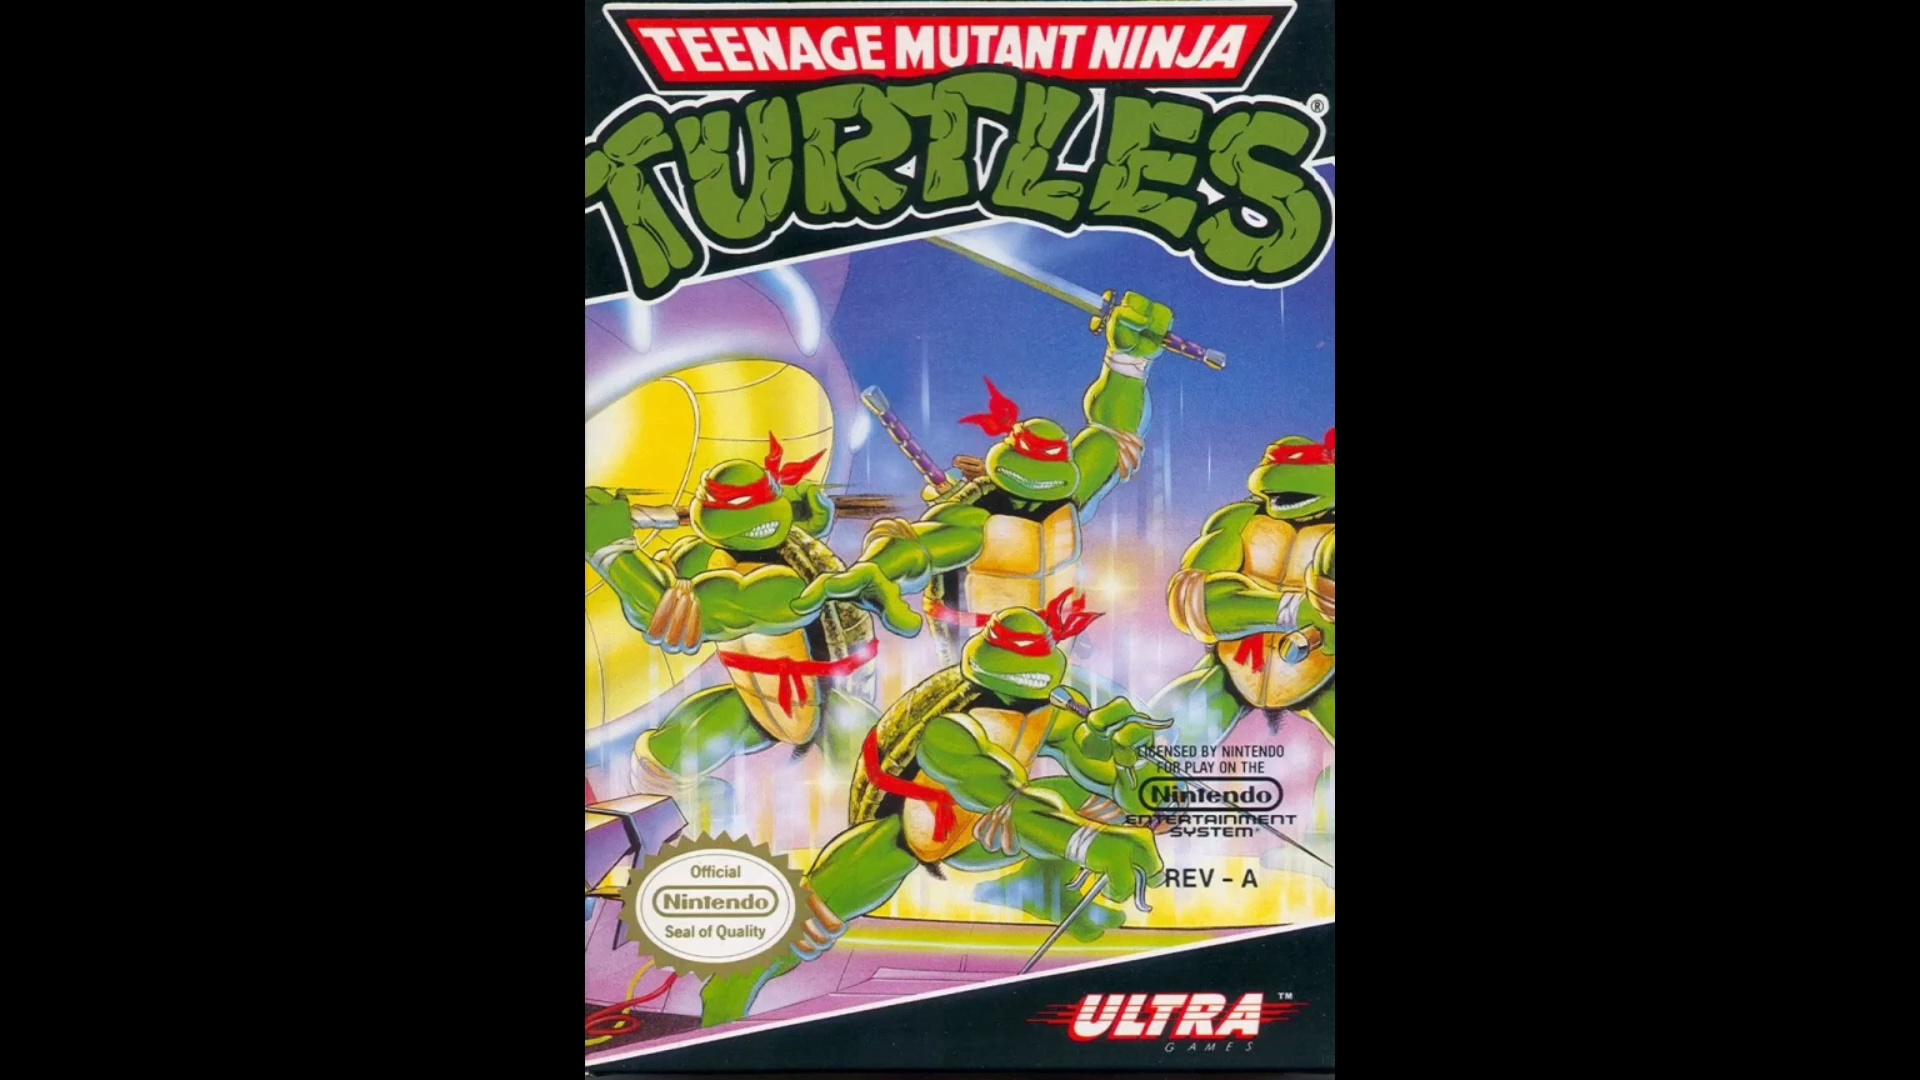 TEENAGE MUTANT NINJA
TURTLES®
LICENSED BY NINTENDO
FOR PLAY ON THE
Nintendo
ENTERTAINMENT
SYSTEM®
REV - A
Official
Nintendo
Seal of Quality
ULTRA™
GAMES